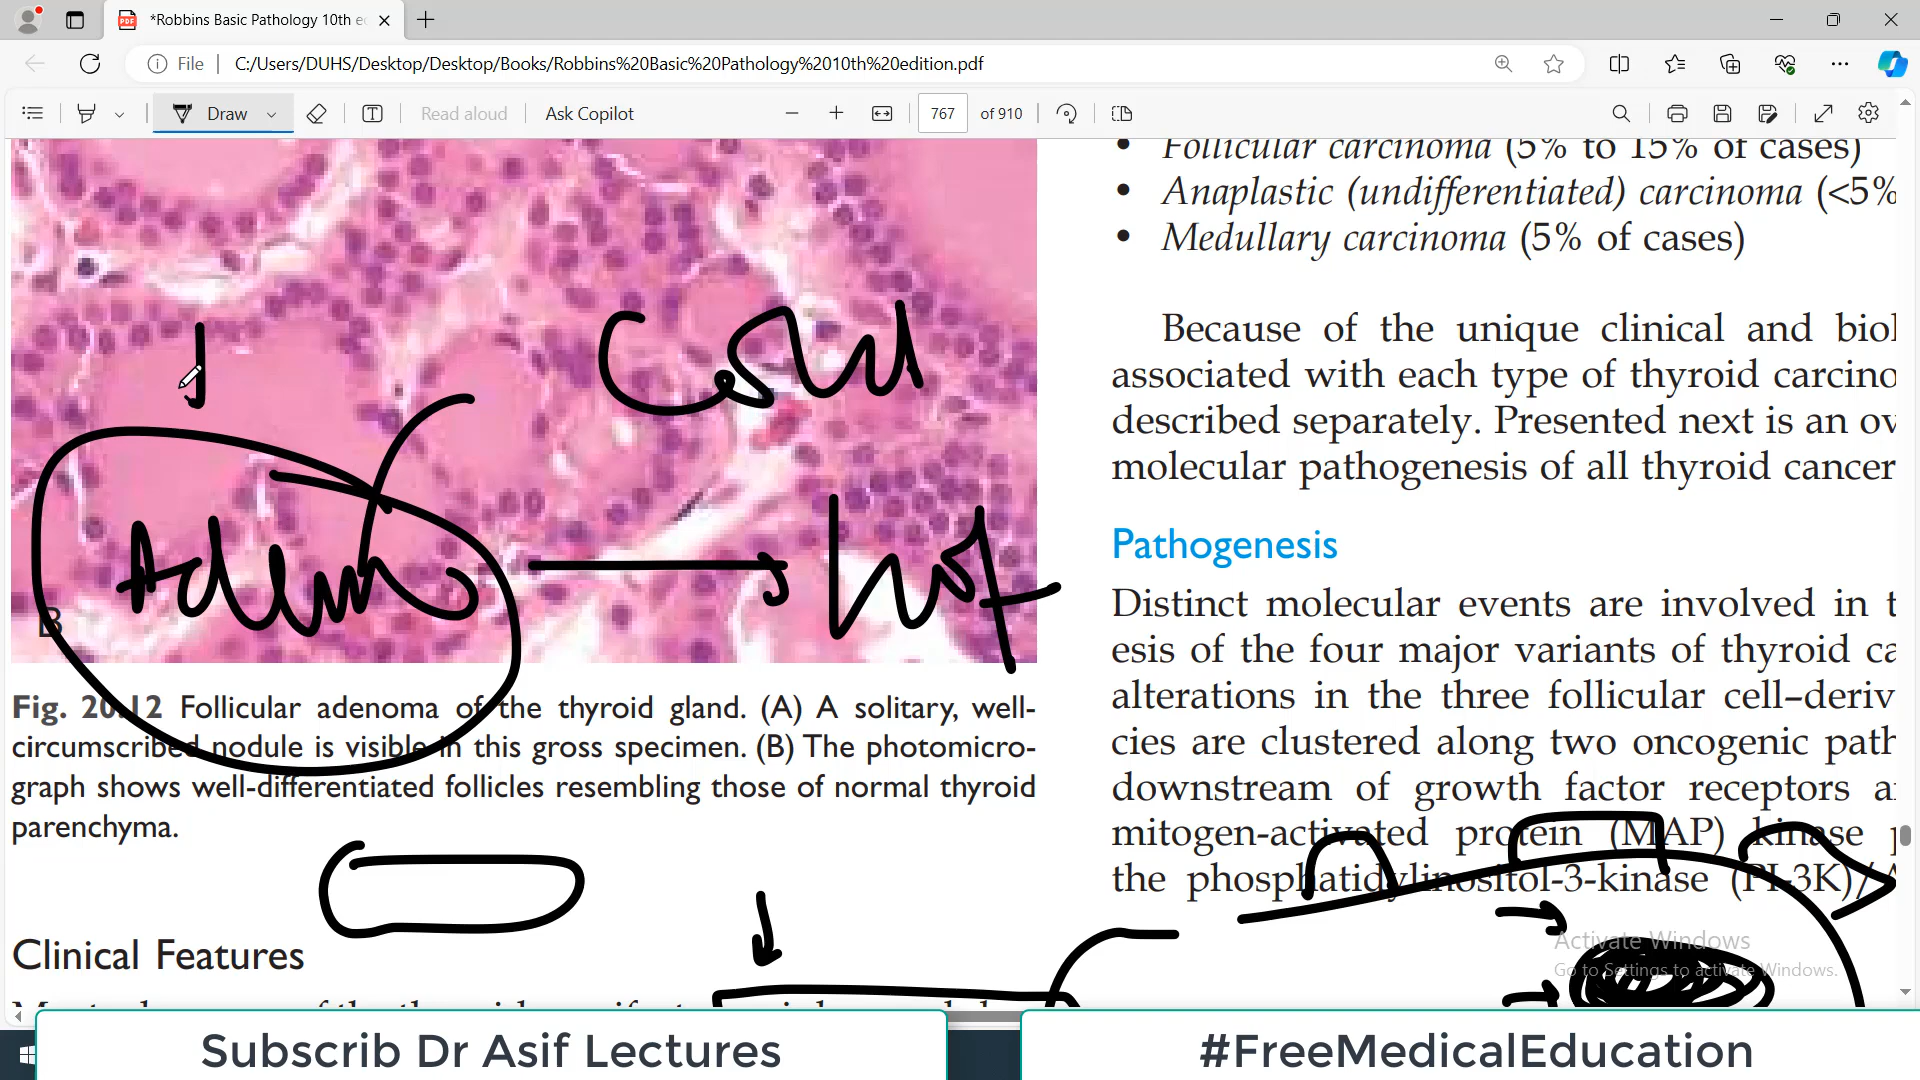 *Robbins Basic Pathology 10th e
File
C:/Users/DUHS/Desktop/Desktop/Books/Robbins%20Basic%20Pathology%2010th%20edition.pdf
Draw
Read aloud
Ask Copilot
767 of 910
B
Fig. 20.12 Follicular adenoma of the thyroid gland. (A) A solitary, well-
circumscribed nodule is visible in this gross specimen. (B) The photomicro-
graph shows well-differentiated follicles resembling those of normal thyroid
parenchyma.
Clinical Features
• Follicular carcinoma (5% to 15% of cases)
• Anaplastic (undifferentiated) carcinoma (<5%
• Medullary carcinoma (5% of cases)
Because of the unique clinical and biol
associated with each type of thyroid carcino
described separately. Presented next is an ov
molecular pathogenesis of all thyroid cancer
Pathogenesis
Distinct molecular events are involved in t
esis of the four major variants of thyroid ca
alterations in the three follicular cell–deriv
cies are clustered along two oncogenic path
downstream of growth factor receptors a
mitogen-activated protein (MAP) kinase p
the phosphatidylinositol-3-kinase (PI-3K)/A
Activate Windows
Go to Settings to activate Windows.
Subscrib Dr Asif Lectures
#FreeMedicalEducation